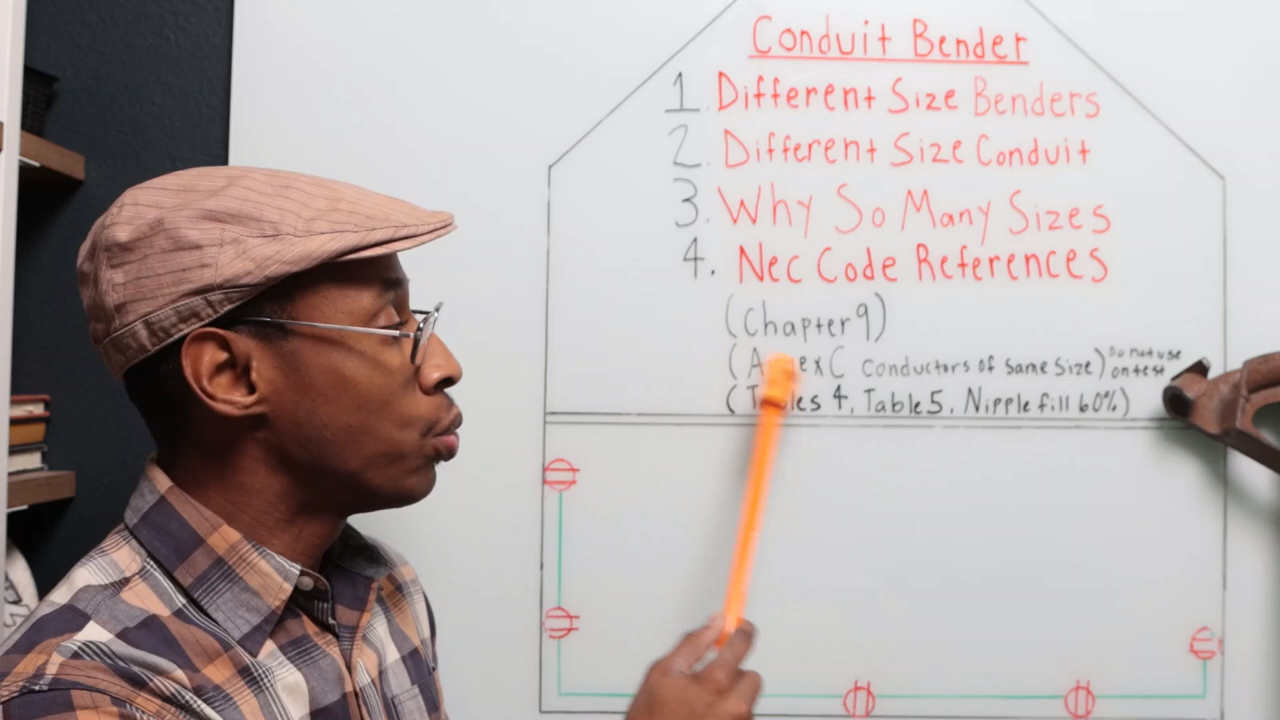 Conduit Bender
1. Different Size Benders
2. Different Size Conduit
3. Why So Many Sizes
4. Nec Code References
(Chapter 9)
C conductors of same size) Do not use on test
4, Table 5, Nipple fill 60%)